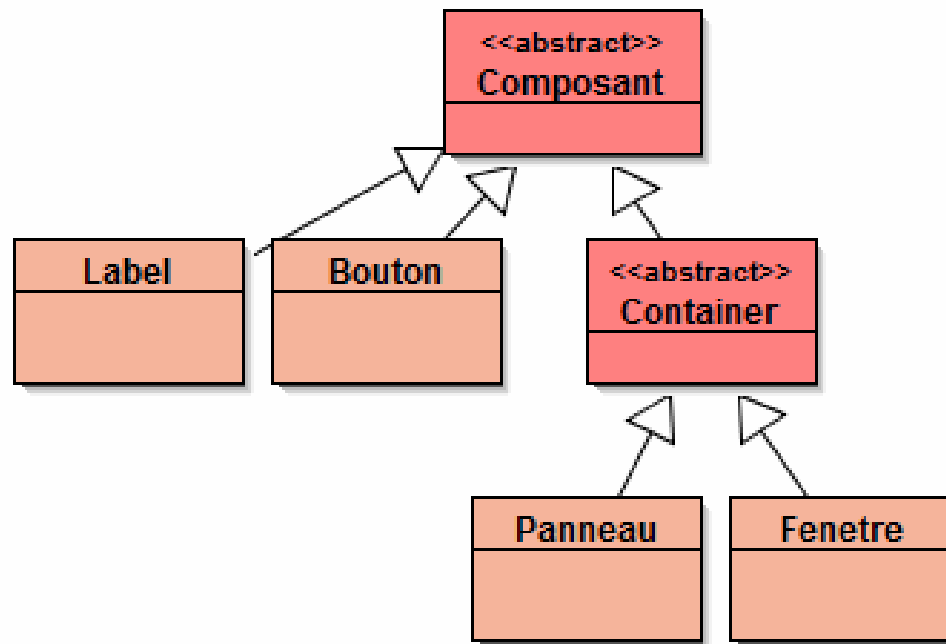 <<abstract>>
Composant
Label
Bouton
<<abstract>>
Container
Panneau
Fenetre